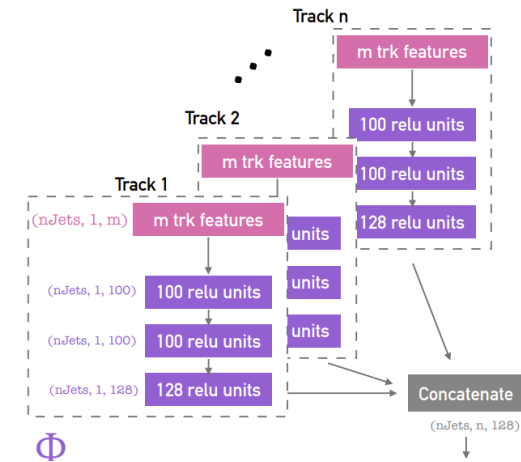 Track n
m trk features
100 relu units
100 relu units
128 relu units
Track 2
m trk features
units
units
units
Track 1
(nJets, 1, m)
m trk features
(nJets, 1, 100)
100 relu units
(nJets, 1, 100)
100 relu units
(nJets, 1, 128)
128 relu units
Φ
Concatenate
(nJets, n, 128)